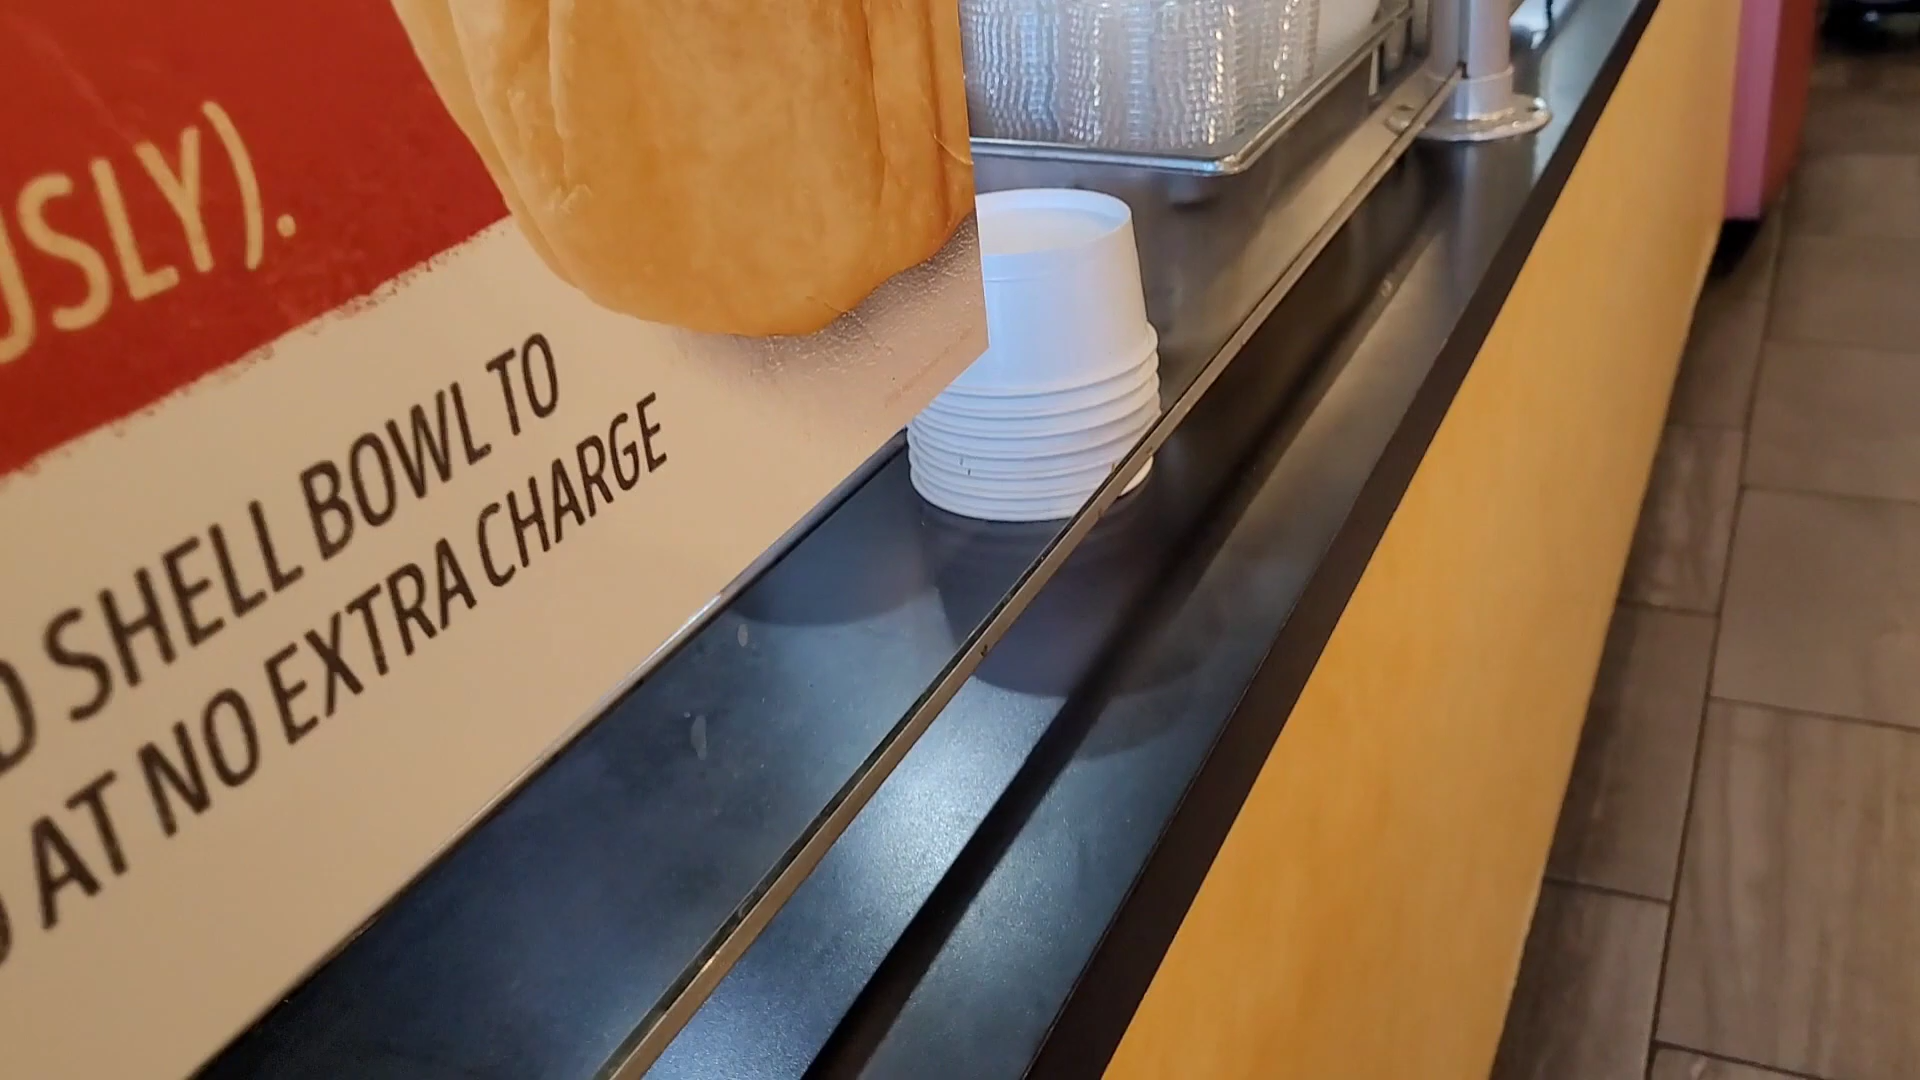 USLY).
SHELL BOWL TO
AT NO EXTRA CHARGE